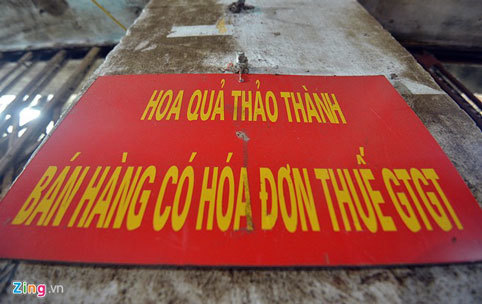 HOA QUẢ THẢO THÀNH
BÁN HÀNG CÓ HÓA ĐƠN THUẾ GTGT
Zing.vn